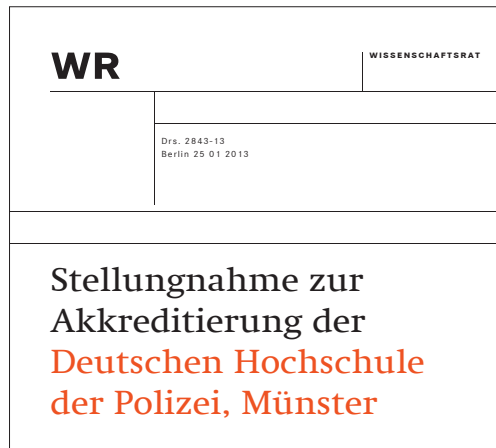 WR
WISSENSCHAFTSRAT
Drs. 2843-13
Berlin 25 01 2013
Stellungnahme zur
Akkreditierung der
Deutschen Hochschule
der Polizei, Münster